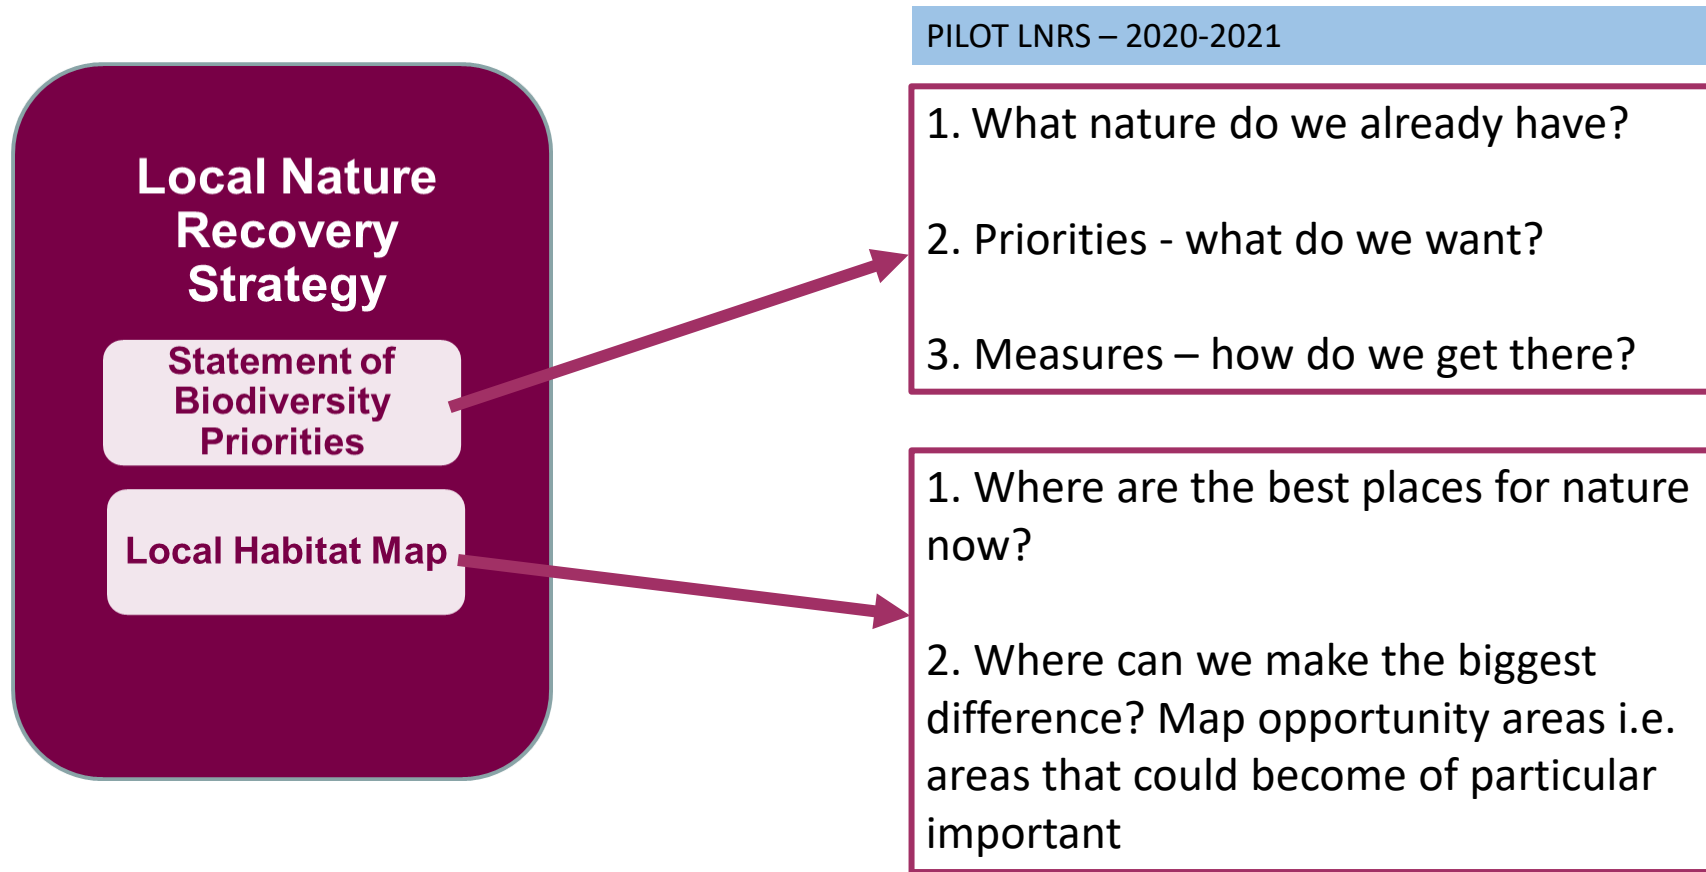 PILOT LNRS – 2020-2021
Local Nature
Recovery
Strategy
Statement of
Biodiversity
Priorities
Local Habitat Map
1. What nature do we already have?
2. Priorities - what do we want?
3. Measures – how do we get there?
1. Where are the best places for nature
now?
2. Where can we make the biggest
difference? Map opportunity areas i.e.
areas that could become of particular
important